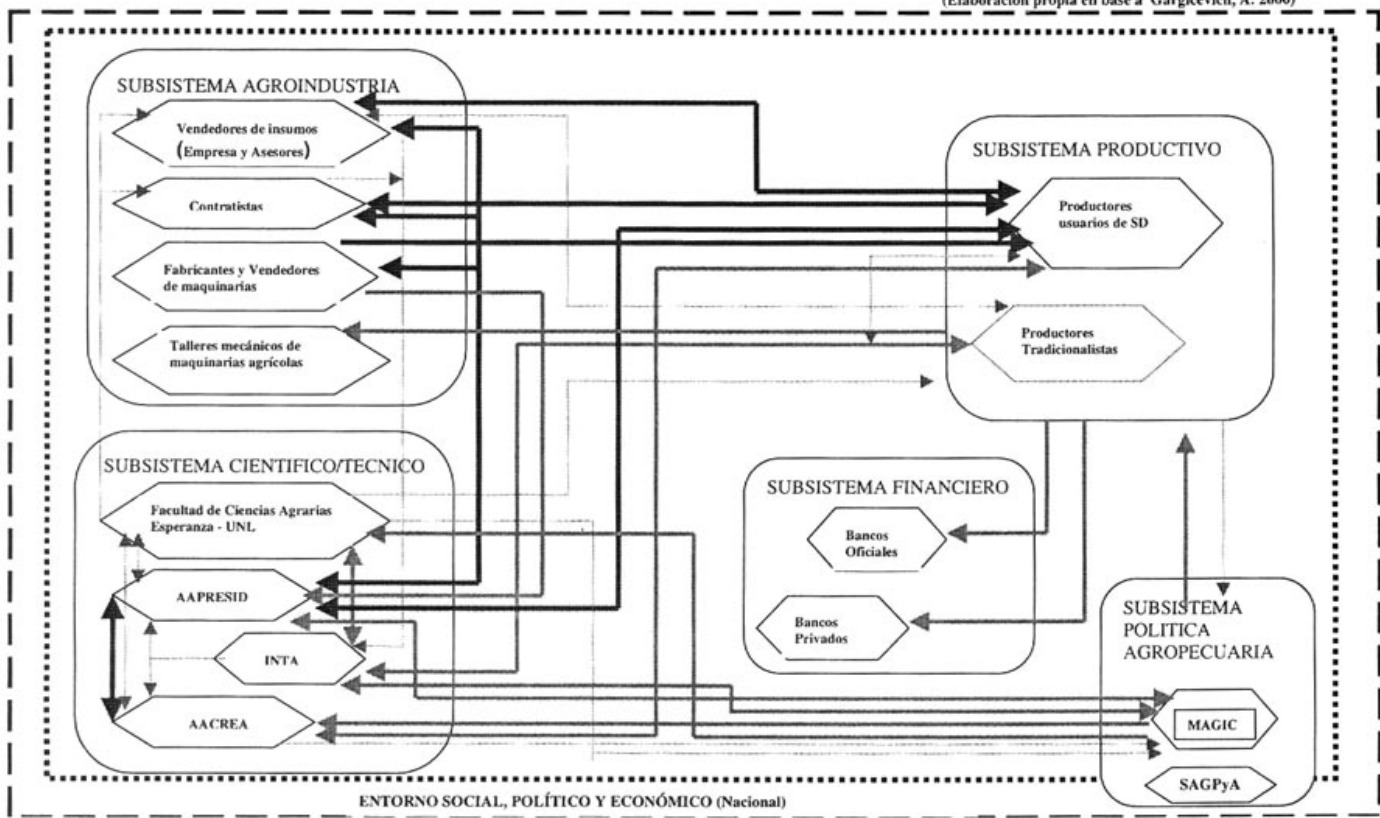 (Elaboración propia en base a Gargicevich, A. 2006)
SUBSISTEMA AGROINDUSTRIA
Vendedores de insumos
(Empresa y Asesores)
Contratistas
Fabricantes y Vendedores
de maquinarias
Talleres mecánicos de
maquinarias agrícolas
SUBSISTEMA PRODUCTIVO
Productores
usuarios de SD
Productores
Tradicionalistas
SUBSISTEMA CIENTIFICO/TECNICO
Facultad de Ciencias Agrarias
Esperanza - UNL
AAPRESID
INTA
AACREA
SUBSISTEMA FINANCIERO
Bancos
Oficiales
Bancos
Privados
SUBSISTEMA
POLITICA
AGROPECUARIA
MAGIC
SAGPyA
ENTORNO SOCIAL, POLÍTICO Y ECONÓMICO (Nacional)